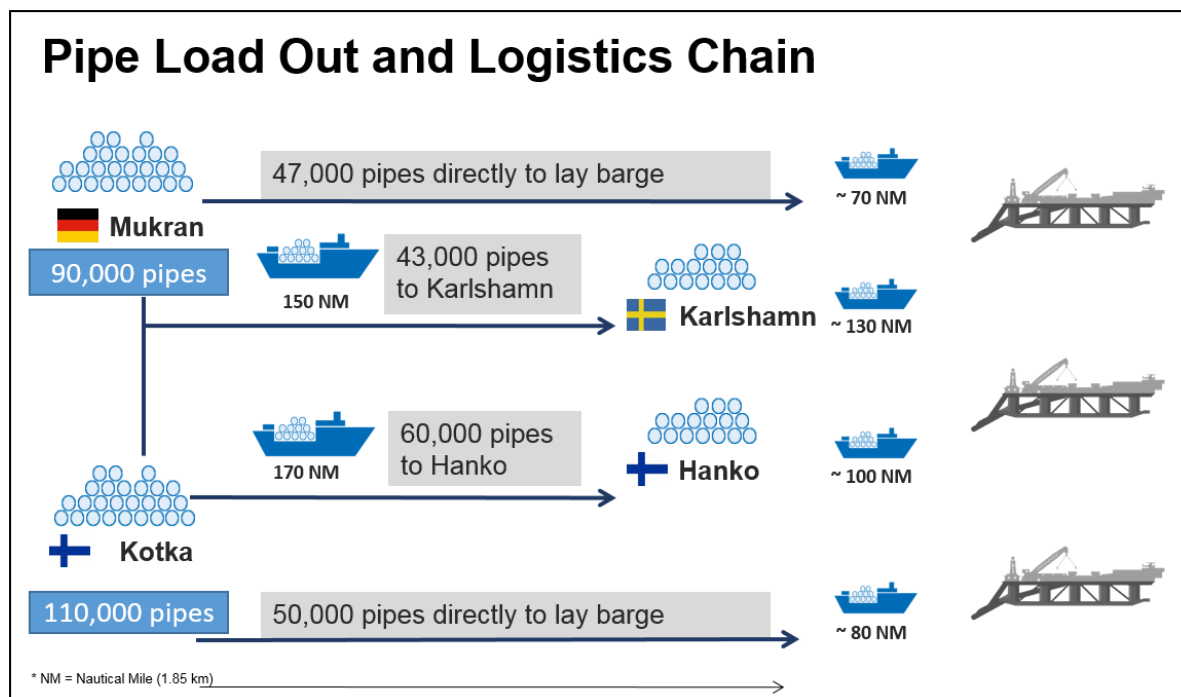 Pipe Load Out and Logistics Chain
47,000 pipes directly to lay barge
~ 70 NM
Mukran
90,000 pipes
150 NM
43,000 pipes
to Karlshamn
Karlshamn
~ 130 NM
170 NM
60,000 pipes
to Hanko
Hanko
~ 100 NM
Kotka
110,000 pipes
50,000 pipes directly to lay barge
~ 80 NM
* NM = Nautical Mile (1.85 km)